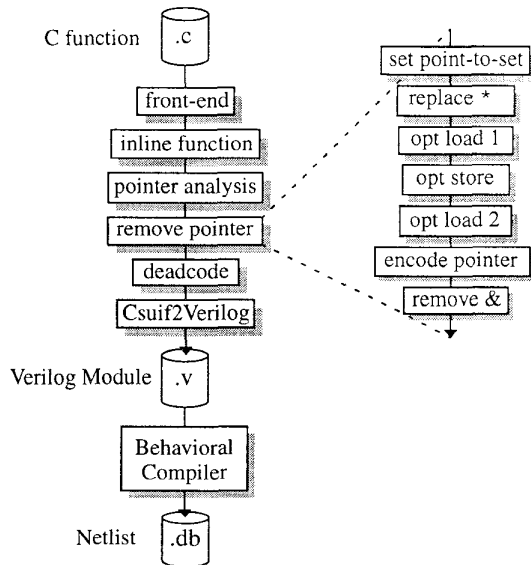 C function
.c
front-end
inline function
pointer analysis
remove pointer
deadcode
Csuif2Verilog
Verilog Module
.v
Behavioral
Compiler
Netlist
.db
set point-to-set
replace *
opt load 1
opt store
opt load 2
encode pointer
remove &